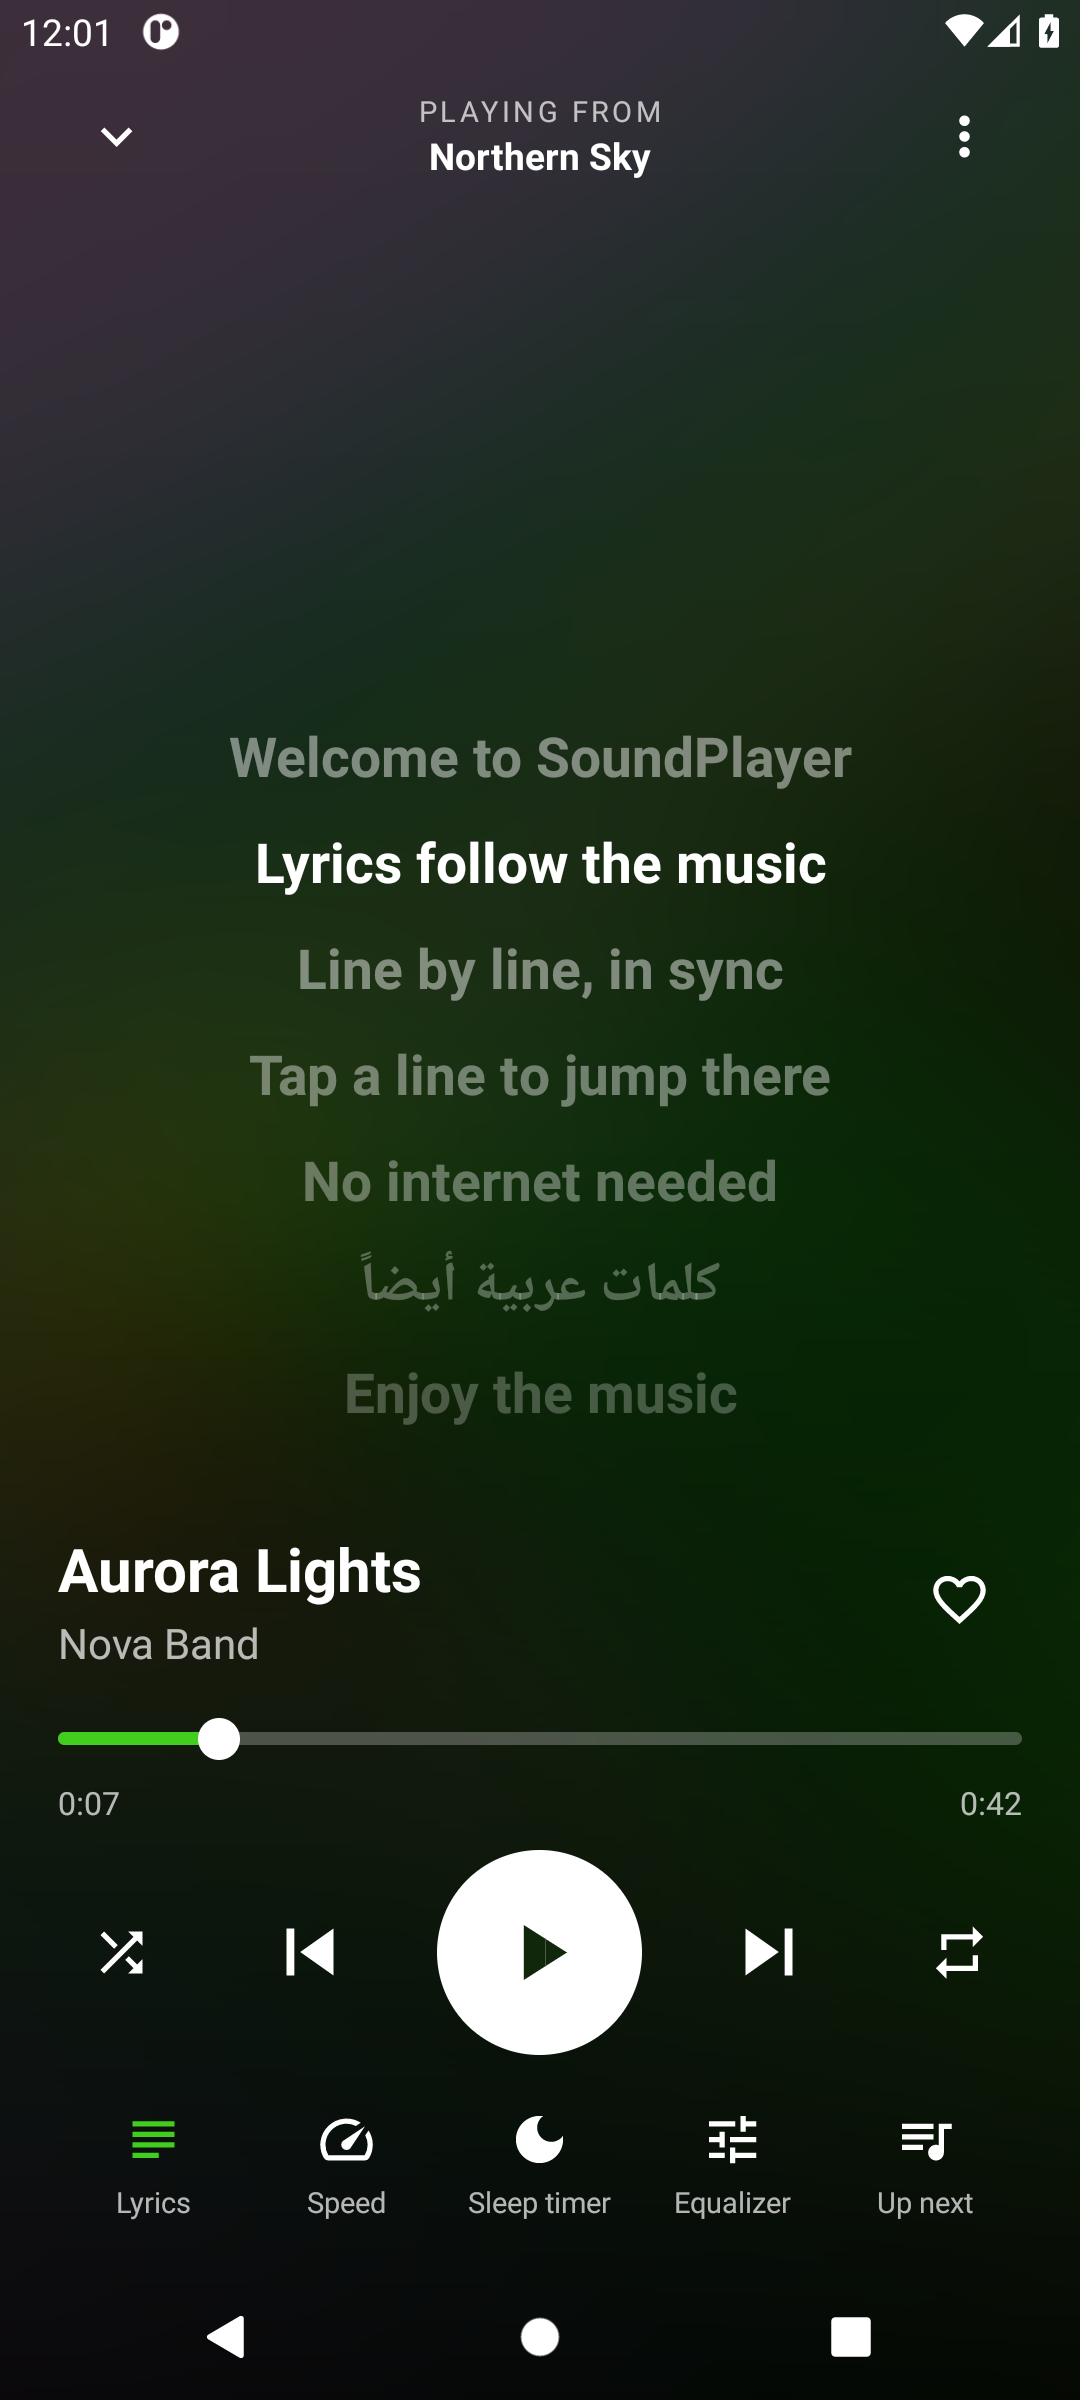 12:01
PLAYING FROM
Northern Sky
Welcome to SoundPlayer
Lyrics follow the music
Line by line, in sync
Tap a line to jump there
No internet needed
كلمات عربية أيضاً
Enjoy the music
Aurora Lights
Nova Band
0:07
0:42
Lyrics
Speed
Sleep timer
Equalizer
Up next